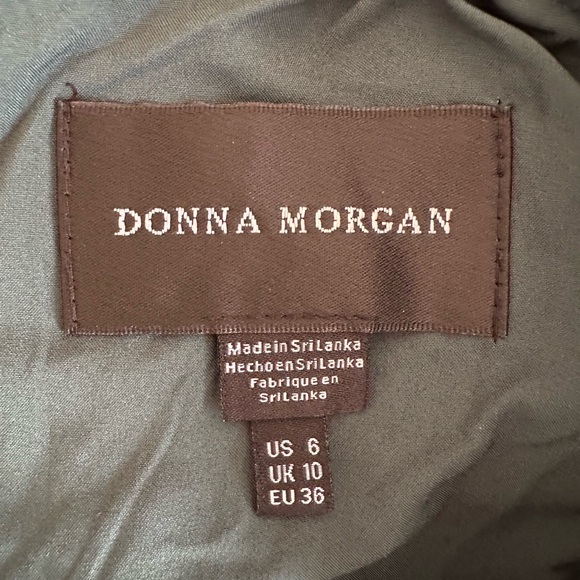 DONNA MORGAN
Made in Sri Lanka
Hecho en Sri Lanka
Fabrique en
Sri Lanka
US 6
UK 10
EU 36